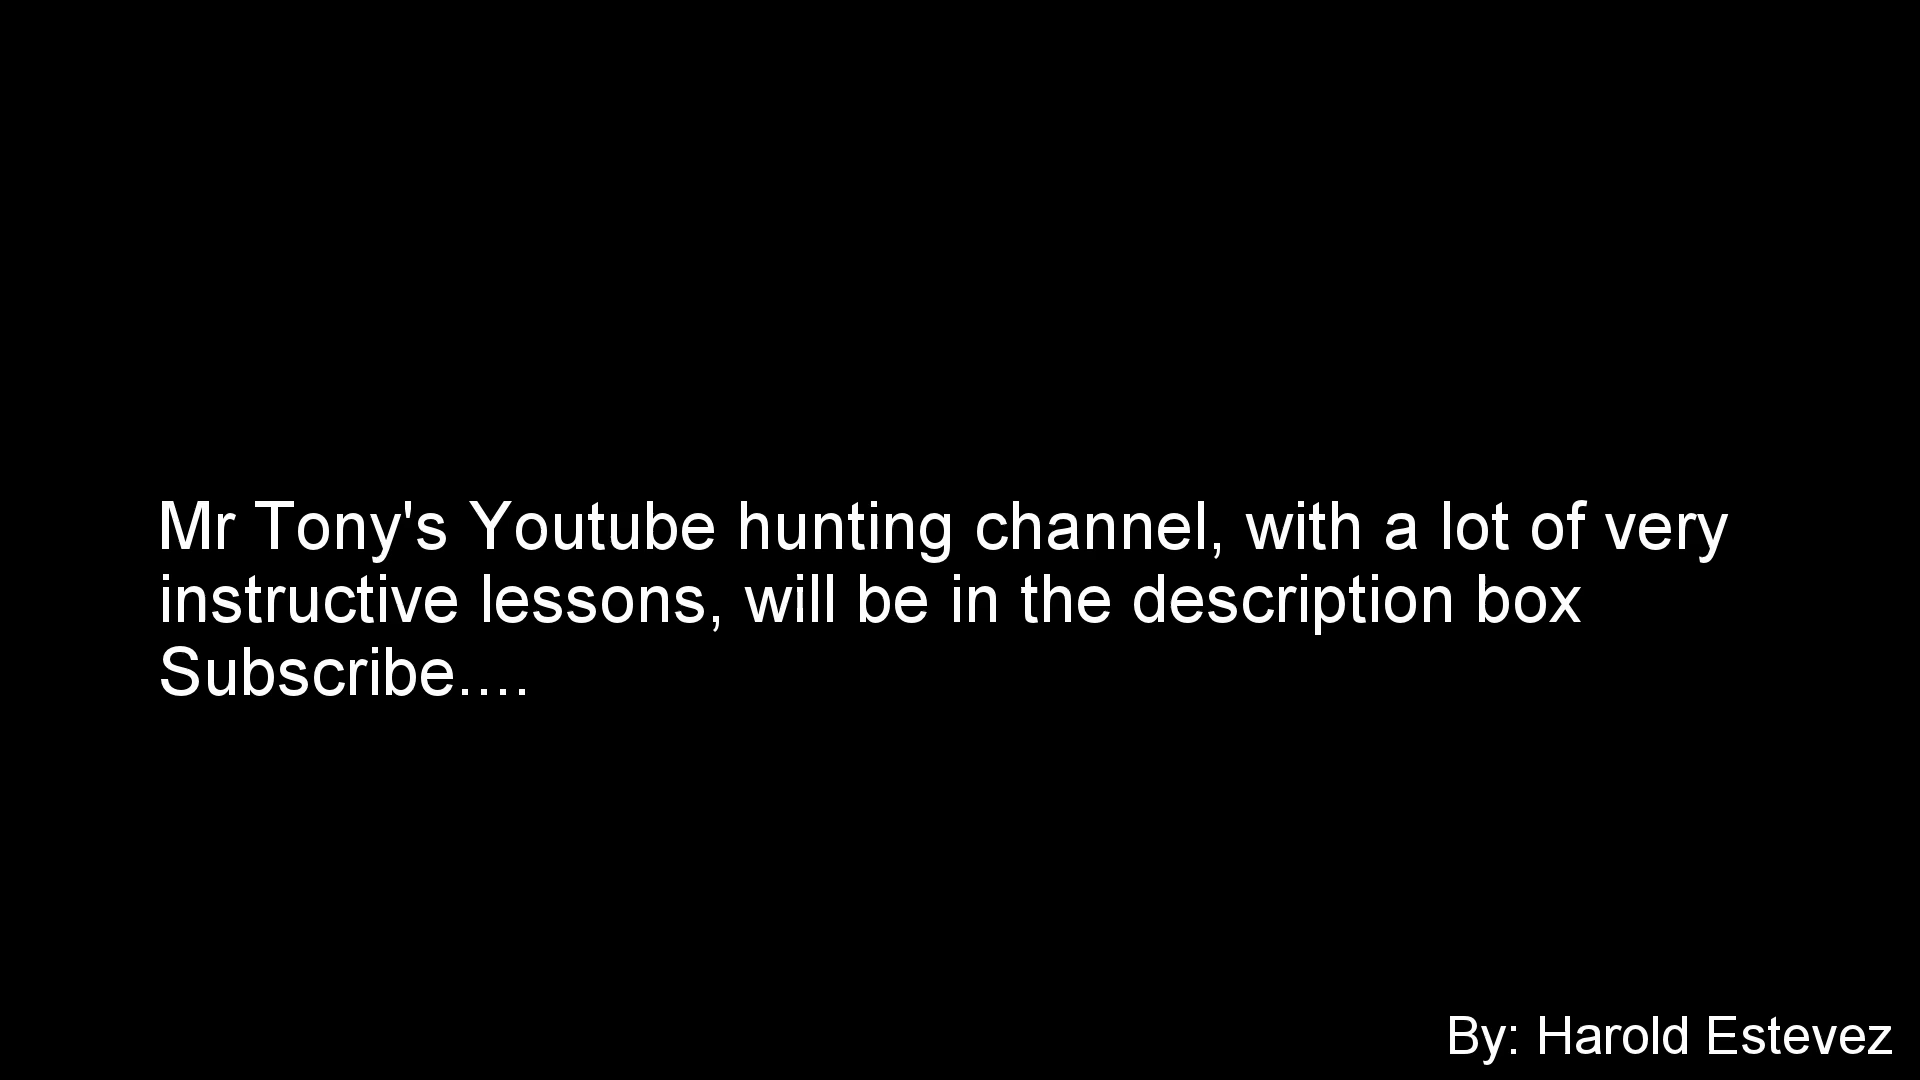 Mr Tony's Youtube hunting channel, with a lot of very
instructive lessons, will be in the description box
Subscribe....
By: Harold Estevez